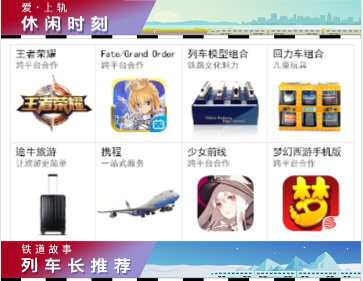 爱·上轨
休闲时刻
王者荣耀
跨平台合作
Fate/Grand Order
跨平台合作
列车模型组合
铁路文化魅力
回力车组合
儿童玩具
王者荣耀
途牛旅游
让旅游更简单
携程
一站式服务
少女前线
跨平台合作
梦幻西游手机版
跨平台合作
梦
铁道故事
列车长推荐